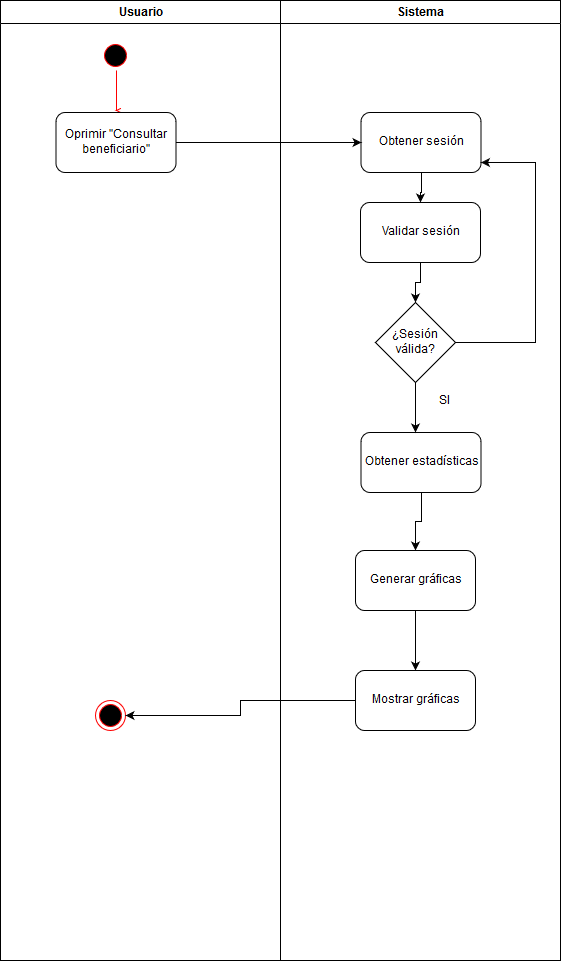 Usuario
Sistema
Oprimir "Consultar
beneficiario"
Obtener sesión
Validar sesión
¿Sesión
válida?
SI
Obtener estadísticas
Generar gráficas
Mostrar gráficas